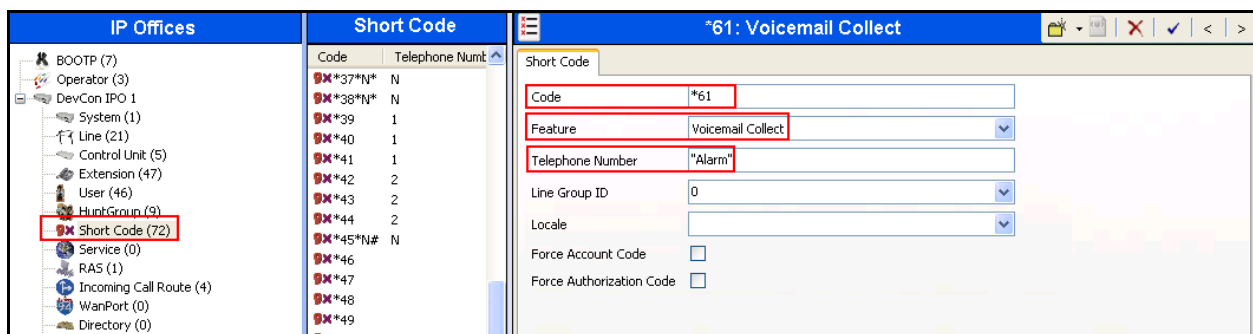 IP Offices
BOOTP (7)
Operator (3)
DevCon IPO 1
System (1)
Line (21)
Control Unit (5)
Extension (47)
User (46)
HuntGroup (9)
Short Code (72)
Service (0)
RAS (1)
Incoming Call Route (4)
WanPort (0)
Directory (0)
Short Code
Code Telephone Numb
*37*N* N
*38*N* N
*39 1
*40 1
*41 1
*42 2
*43 2
*44 2
*45*N# N
*46
*47
*48
*49
*61: Voicemail Collect
Short Code
Code *61
Feature Voicemail Collect
Telephone Number "Alarm"
Line Group ID 0
Locale
Force Account Code
Force Authorization Code